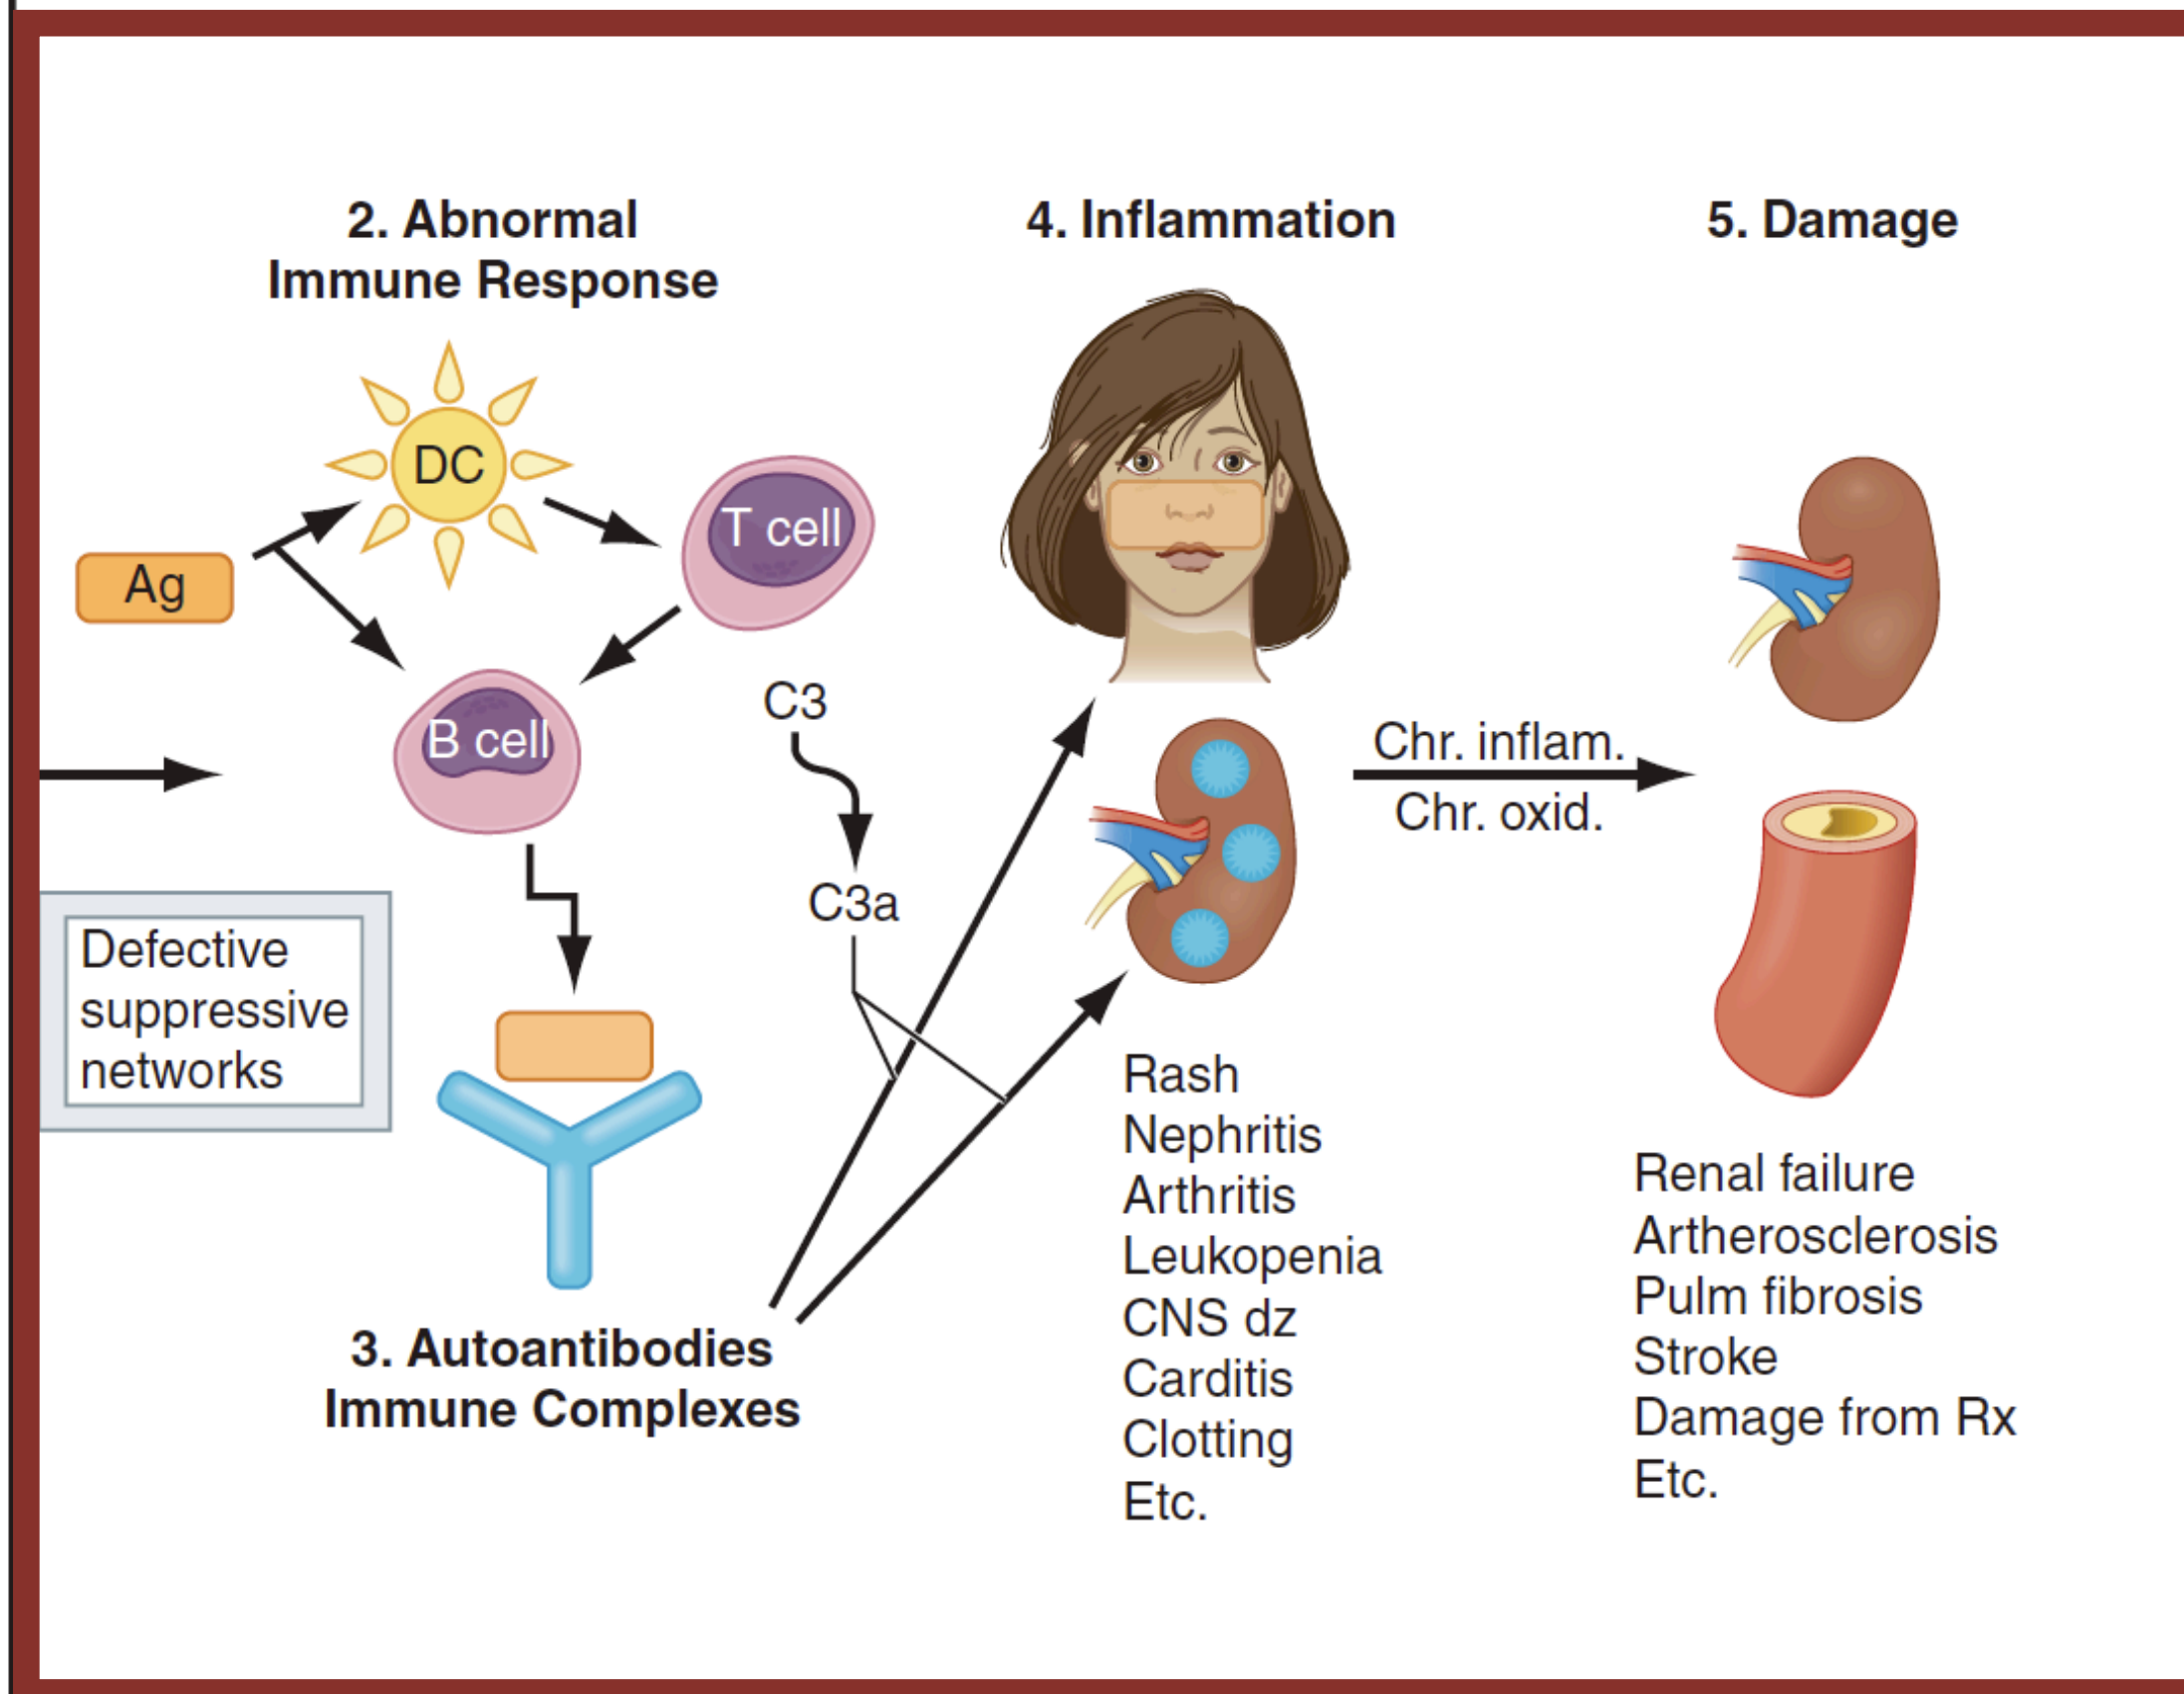 2. Abnormal
Immune Response
DC
T cell
Ag
B cell
C3
C3a
Defective
suppressive
networks
3. Autoantibodies
Immune Complexes
4. Inflammation
Rash
Nephritis
Arthritis
Leukopenia
CNS dz
Carditis
Clotting
Etc.
Chr. inflam.
Chr. oxid.
5. Damage
Renal failure
Artherosclerosis
Pulm fibrosis
Stroke
Damage from Rx
Etc.